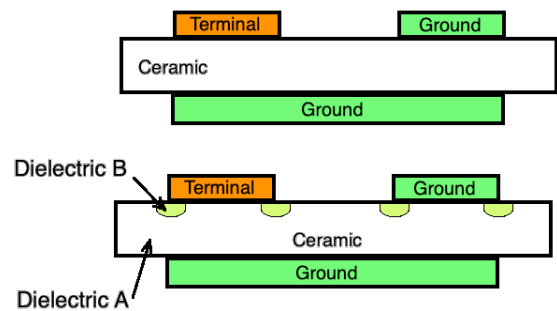 Terminal
Ground
Ceramic
Ground
Dielectric B
Terminal
Ground
Ceramic
Ground
Dielectric A